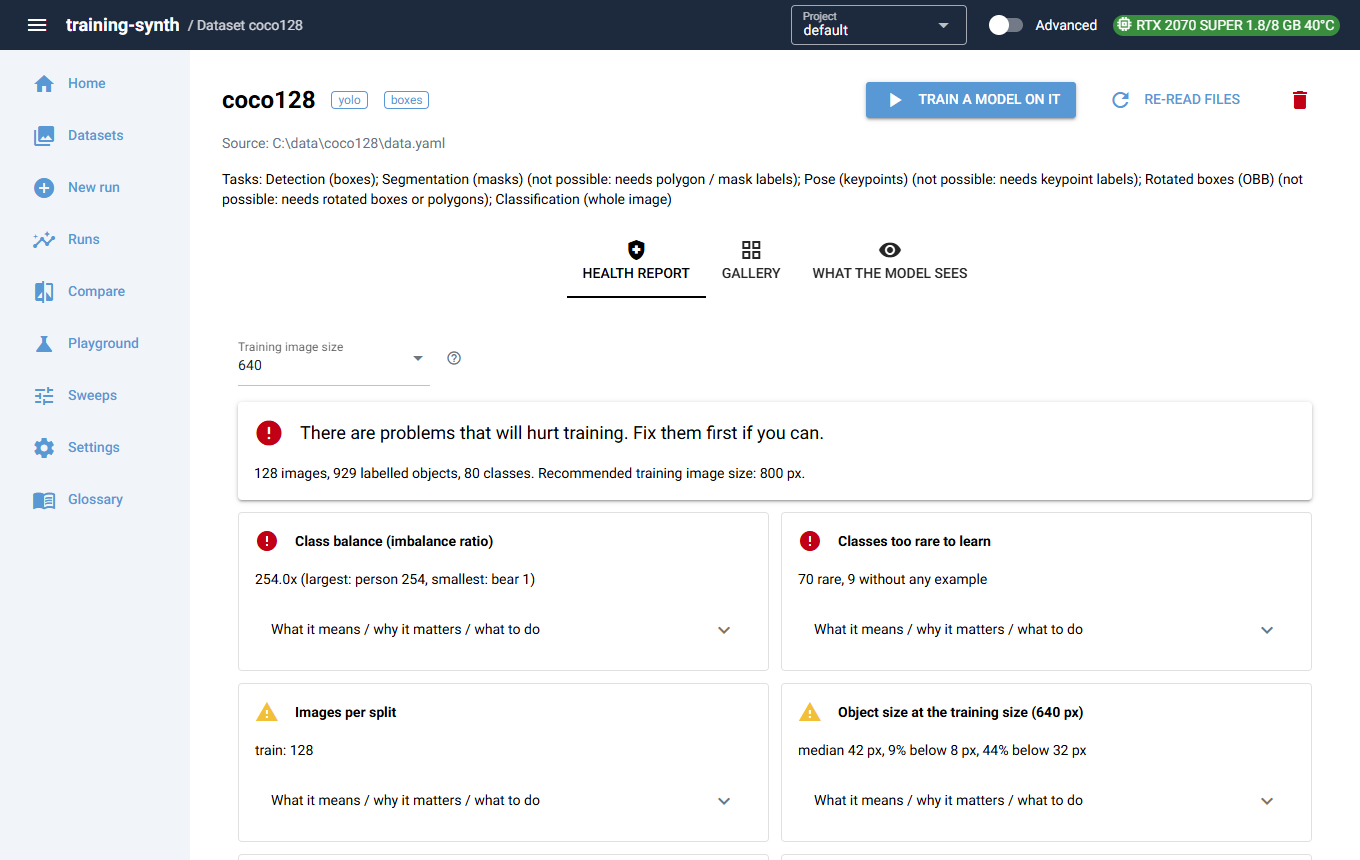 training-synth / Dataset coco128
Project
default
Advanced
RTX 2070 SUPER 1.8/8 GB 40°C
Home
Datasets
New run
Runs
Compare
Playground
Sweeps
Settings
Glossary
coco128
yolo
boxes
TRAIN A MODEL ON IT
RE-READ FILES
Source: C:\data\coco128\data.yaml
Tasks: Detection (boxes); Segmentation (masks) (not possible: needs polygon / mask labels); Pose (keypoints) (not possible: needs keypoint labels); Rotated boxes (OBB) (not
possible: needs rotated boxes or polygons); Classification (whole image)
HEALTH REPORT
GALLERY
WHAT THE MODEL SEES
Training image size
640
There are problems that will hurt training. Fix them first if you can.
128 images, 929 labelled objects, 80 classes. Recommended training image size: 800 px.
Class balance (imbalance ratio)
254.0x (largest: person 254, smallest: bear 1)
What it means / why it matters / what to do
Classes too rare to learn
70 rare, 9 without any example
What it means / why it matters / what to do
Images per split
train: 128
What it means / why it matters / what to do
Object size at the training size (640 px)
median 42 px, 9% below 8 px, 44% below 32 px
What it means / why it matters / what to do